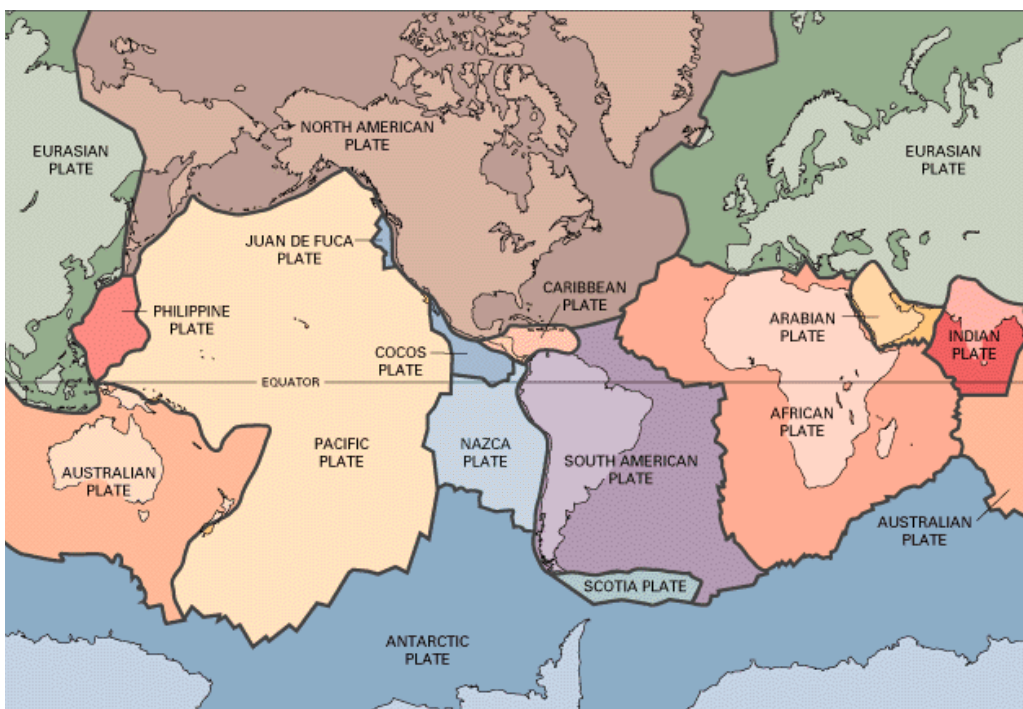 NORTH AMERICAN
PLATE
EURASIAN
PLATE
EURASIAN
PLATE
JUAN DE FUCA
PLATE
CARIBBEAN
PLATE
PHILIPPINE
PLATE
ARABIAN
PLATE
INDIAN
PLATE
COCOS
PLATE
EQUATOR
AFRICAN
PLATE
PACIFIC
PLATE
NAZCA
PLATE
SOUTH AMERICAN
PLATE
AUSTRALIAN
PLATE
AUSTRALIAN
PLATE
SCOTIA PLATE
ANTARCTIC
PLATE